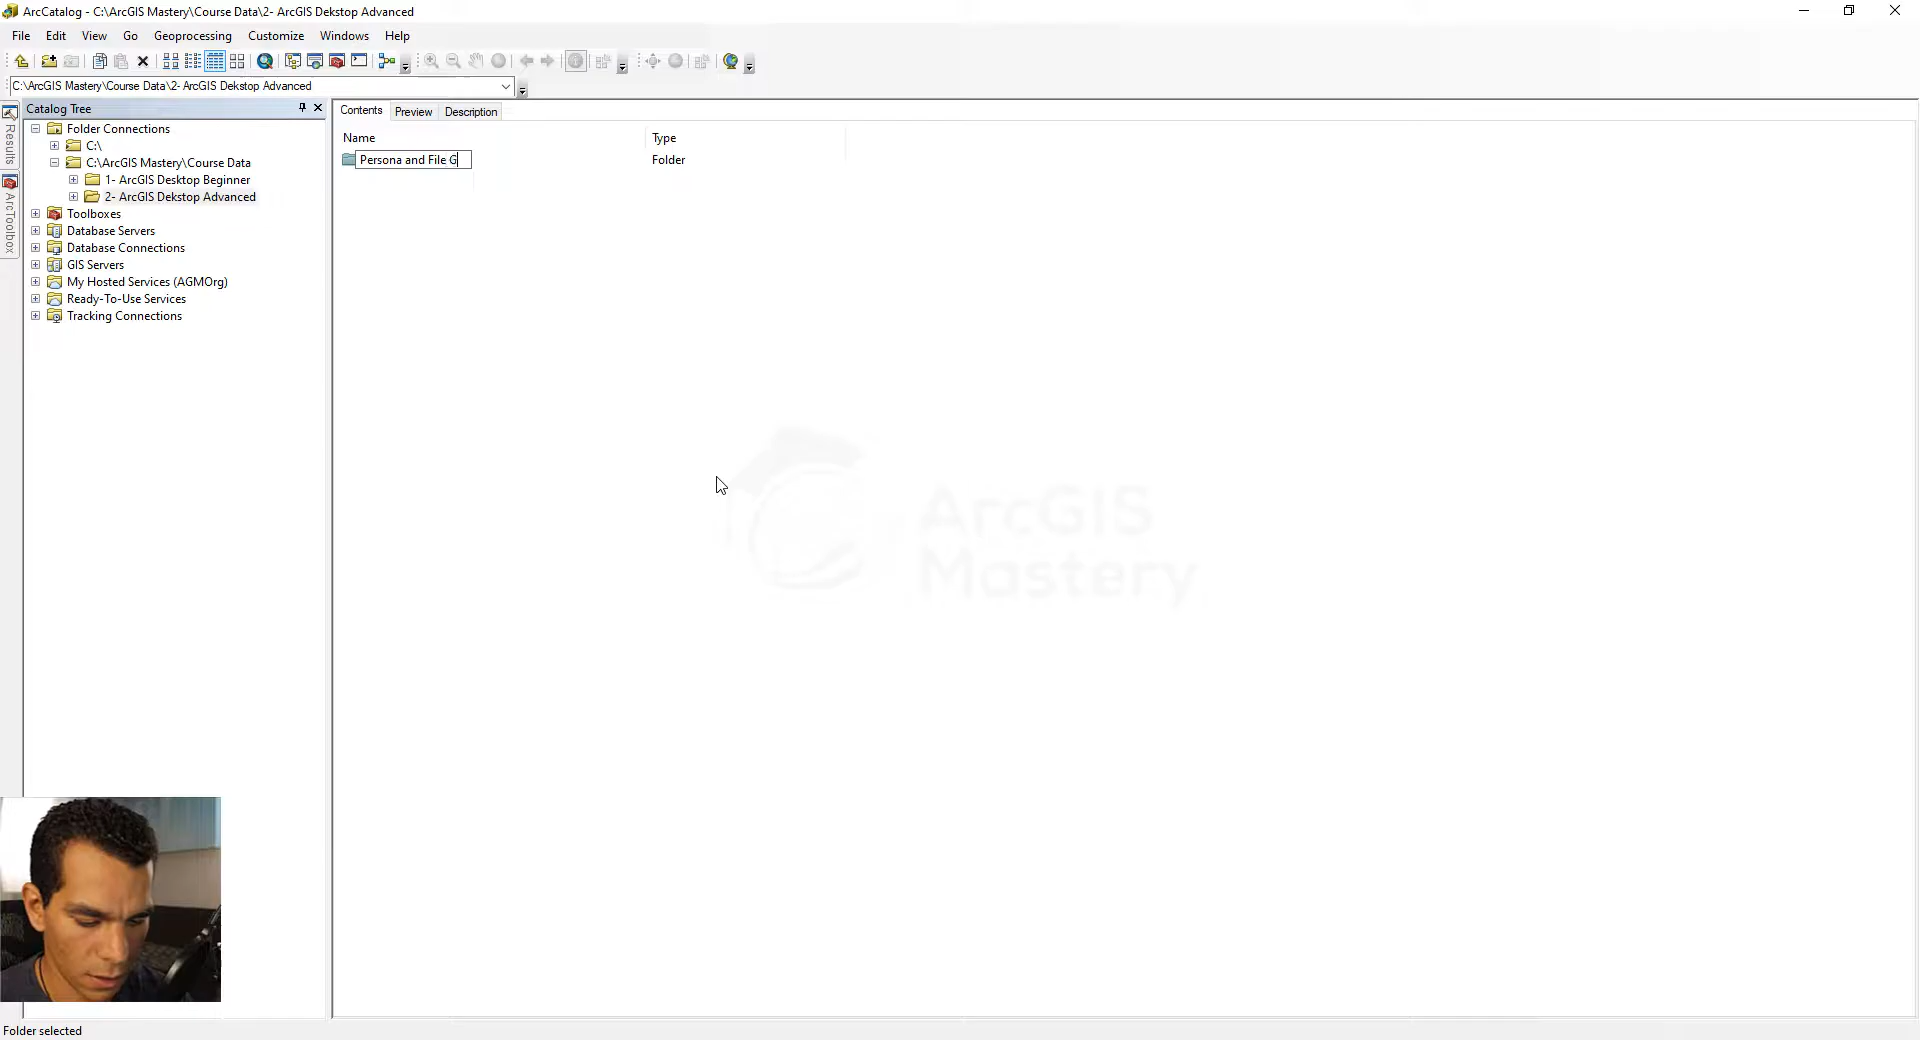 ArcCatalog - C:\ArcGIS Mastery\Course Data\2- ArcGIS Dekstop Advanced
File Edit View Go Geoprocessing Customize Windows Help
C:\ArcGIS Mastery\Course Data\2- ArcGIS Dekstop Advanced
Catalog Tree
Contents Preview Description
Name Type
Persona and File G Folder
Folder Connections
C:\
C:\ArcGIS Mastery\Course Data
1- ArcGIS Desktop Beginner
2- ArcGIS Dekstop Advanced
Toolboxes
Database Servers
Database Connections
GIS Servers
My Hosted Services (AGMOrg)
Ready-To-Use Services
Tracking Connections
Results
ArcToolbox
ArcGIS
Mastery
Folder selected